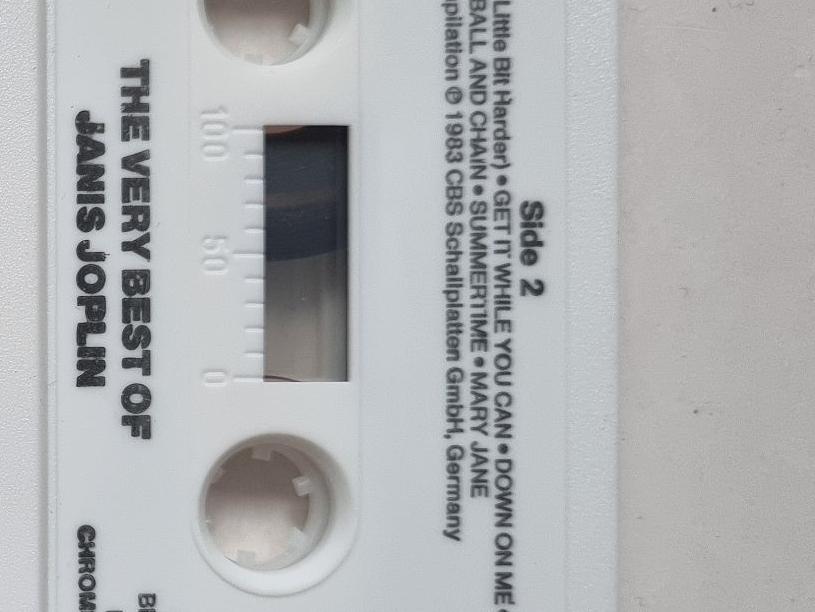 Side 2
Little Bit Harder) • GET IT WHILE YOU CAN • DOWN ON ME •
BALL AND CHAIN • SUMMERTIME • MARY JANE
pilation ℗ 1983 CBS Schallplatten GmbH, Germany
100
50
0
THE VERY BEST OF
JANIS JOPLIN
CHROM